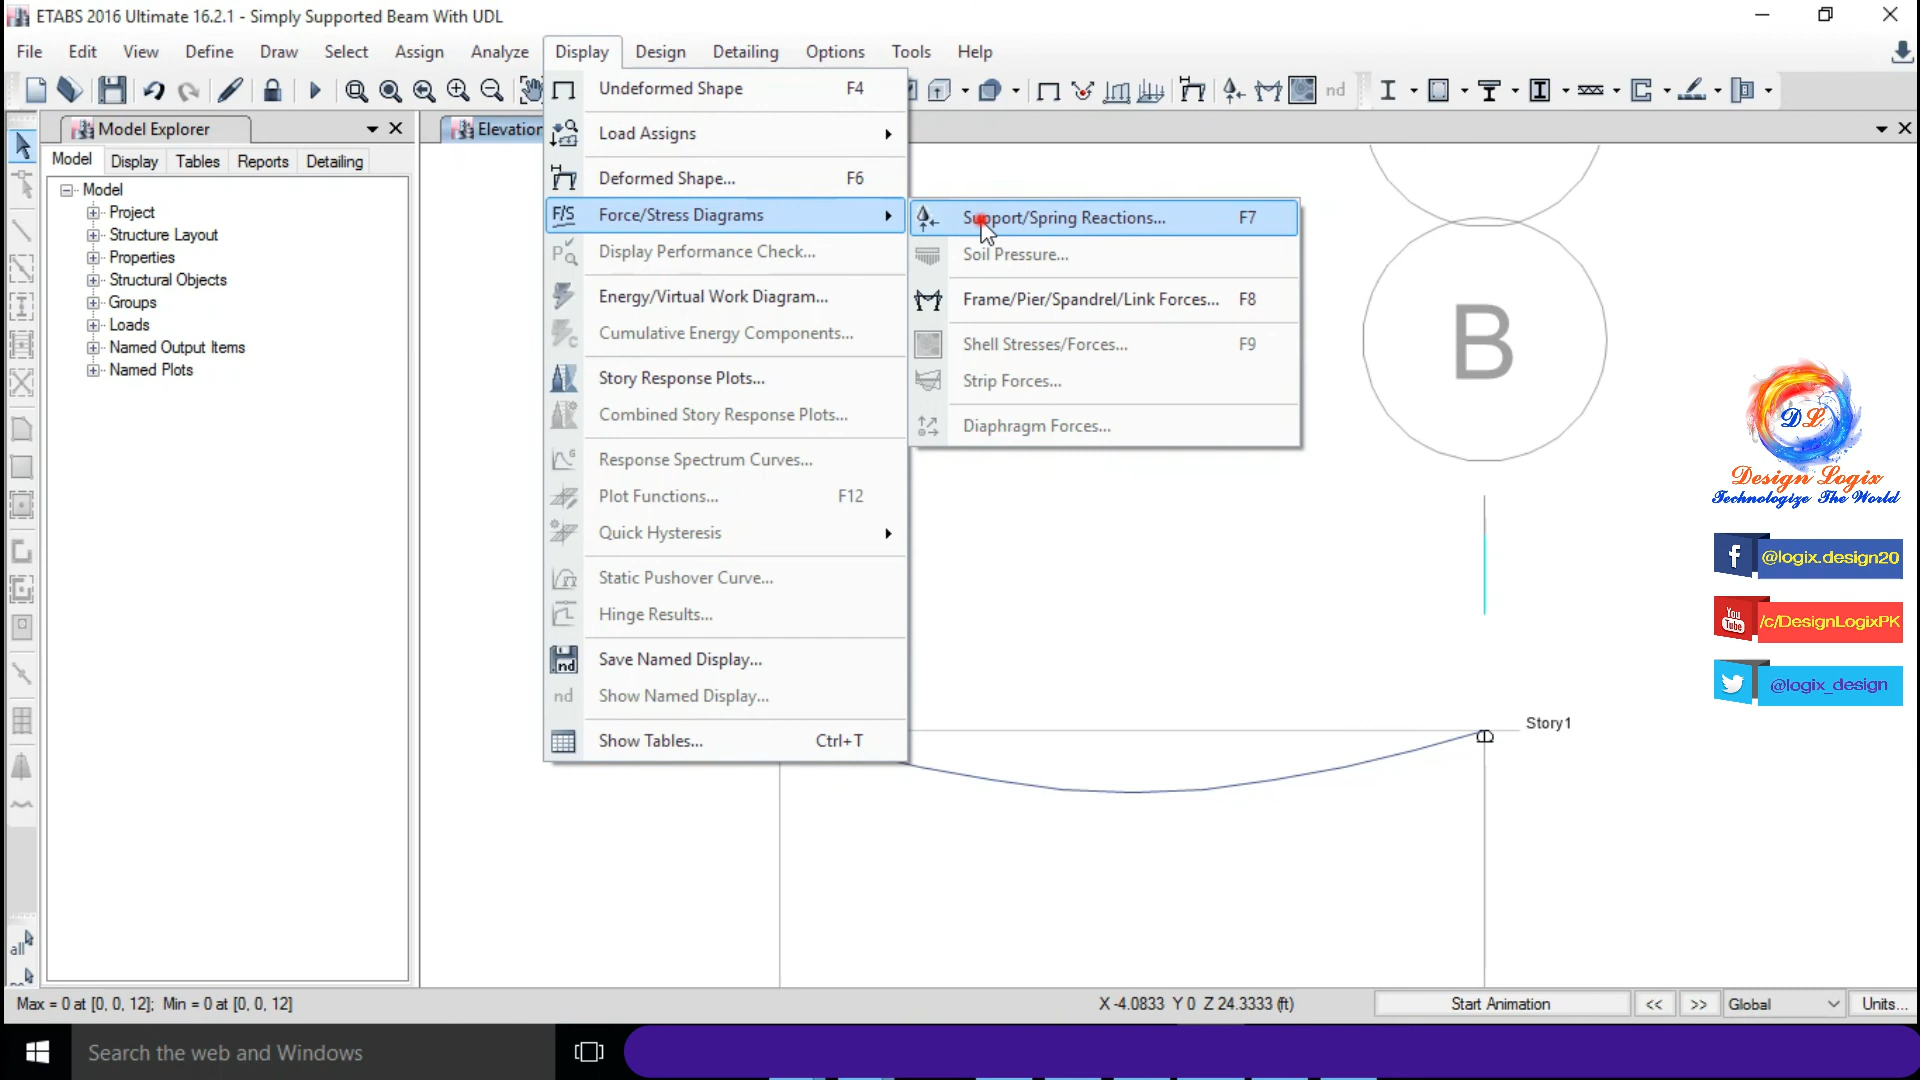 ETABS 2016 Ultimate 16.2.1 - Simply Supported Beam With UDL
File Edit View Define Draw Select Assign Analyze Display Design Detailing Options Tools Help
nd
Model Explorer
Elevation
Model Display Tables Reports Detailing
Model
Project
Structure Layout
Properties
Structural Objects
Groups
Loads
Named Output Items
Named Plots
all
Undeformed Shape F4
Load Assigns
Deformed Shape... F6
F/S Force/Stress Diagrams
Display Performance Check...
Energy/Virtual Work Diagram...
Cumulative Energy Components...
Story Response Plots...
Combined Story Response Plots...
Response Spectrum Curves...
Plot Functions... F12
Quick Hysteresis
Static Pushover Curve...
Hinge Results...
nd Save Named Display...
nd Show Named Display...
Show Tables... Ctrl+T
Support/Spring Reactions... F7
Soil Pressure...
Frame/Pier/Spandrel/Link Forces... F8
Shell Stresses/Forces... F9
Strip Forces...
Diaphragm Forces...
B
DL
Design Logix
Technologize The World
f @logix.design20
You Tube /c/DesignLogixPK
@logix_design
Story1
Max = 0 at [0, 0, 12]; Min = 0 at [0, 0, 12]
X -4.0833 Y 0 Z 24.3333 (ft)
Start Animation << >> Global Units...
Search the web and Windows